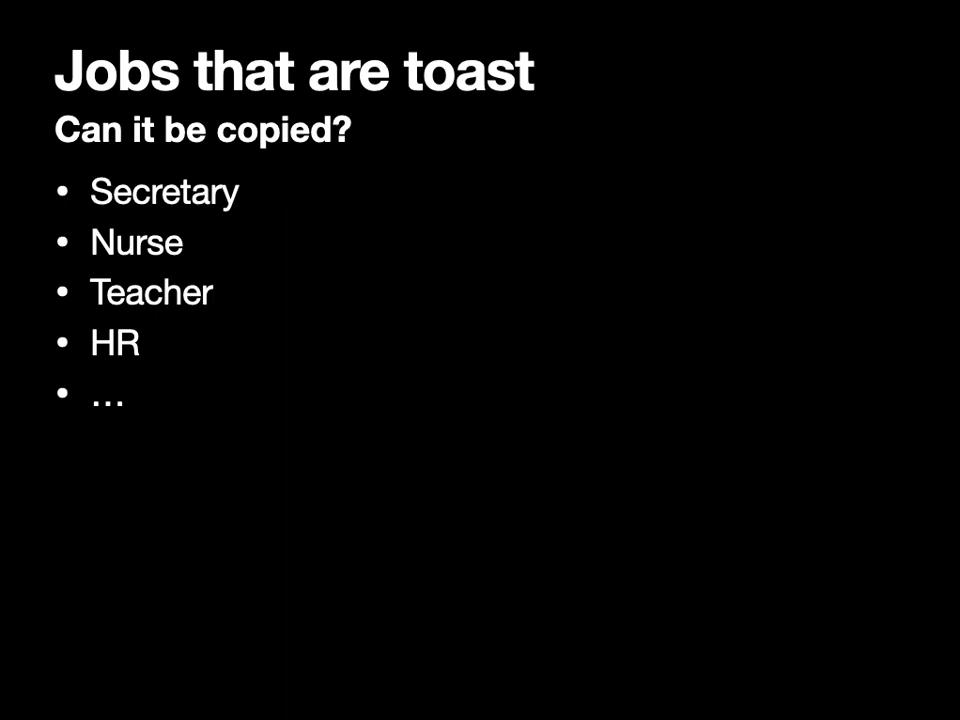 Jobs that are toast
Can it be copied?
• Secretary
• Nurse
• Teacher
• HR
• …